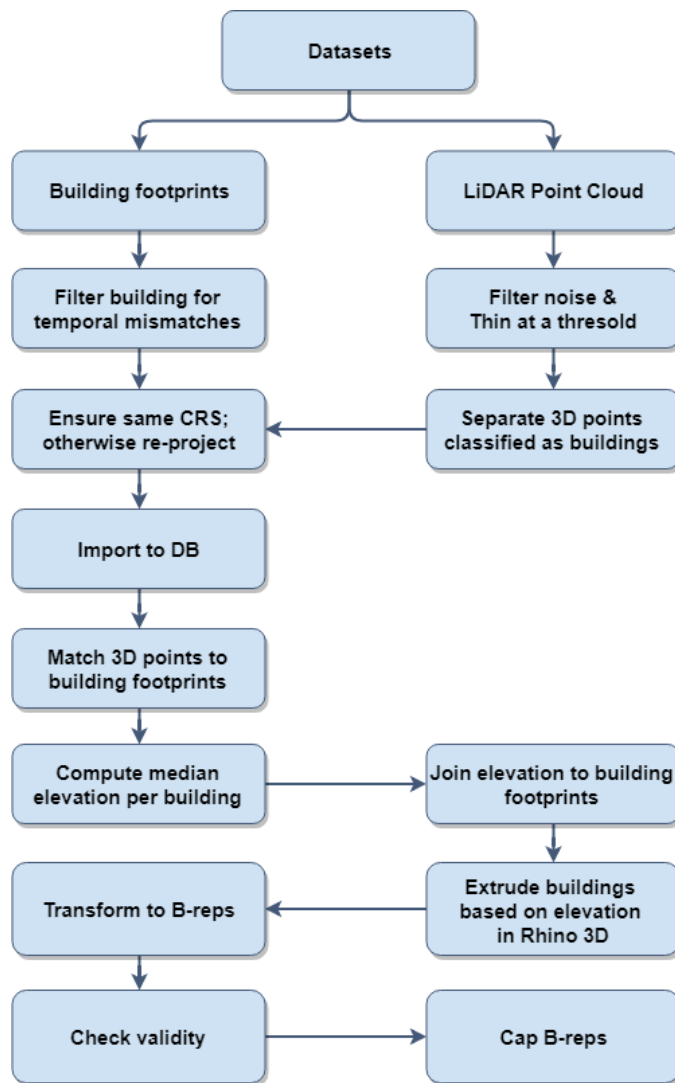 Datasets
Building footprints
LiDAR Point Cloud
Filter building for
temporal mismatches
Filter noise &
Thin at a thresold
Ensure same CRS;
otherwise re-project
Separate 3D points
classified as buildings
Import to DB
Match 3D points to
building footprints
Compute median
elevation per building
Join elevation to building
footprints
Transform to B-reps
Extrude buildings
based on elevation
in Rhino 3D
Check validity
Cap B-reps